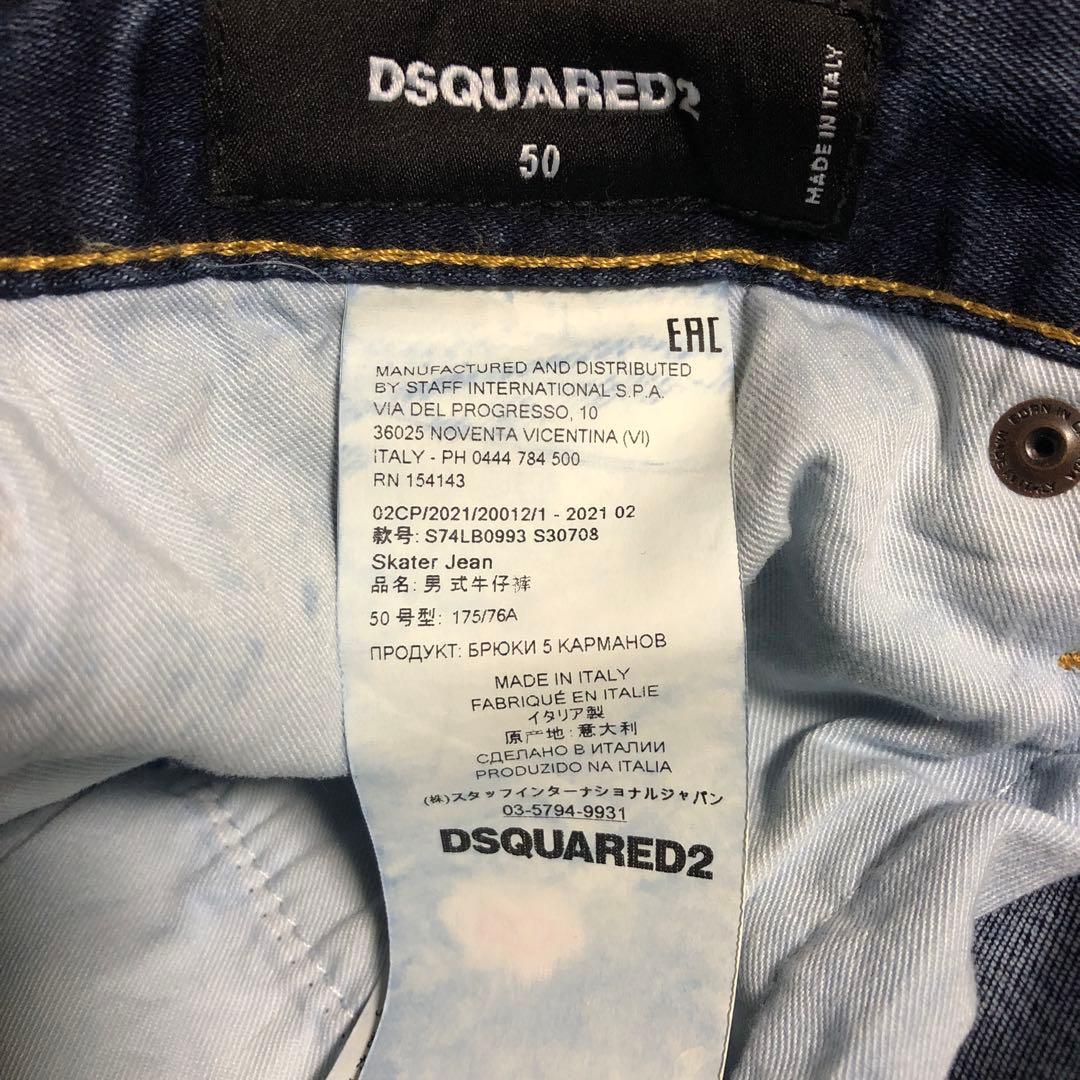 DSQUARED2
50
MADE IN ITALY
EAC
MANUFACTURED AND DISTRIBUTED
BY STAFF INTERNATIONAL S.P.A.
VIA DEL PROGRESSO, 10
36025 NOVENTA VICENTINA (VI)
ITALY - PH 0444 784 500
RN 154143
02CP/2021/20012/1 - 2021 02
款号: S74LB0993 S30708
Skater Jean
品名: 男式牛仔裤
50 号型: 175/76A
ПРОДУКТ: БРЮКИ 5 КАРМАНОВ
MADE IN ITALY
FABRIQUÉ EN ITALIE
イタリア製
原产地: 意大利
СДЕЛАНО В ИТАЛИИ
PRODUZIDO NA ITALIA
(株)スタッフインターナショナルジャパン
03-5794-9931
DSQUARED2
BORN IN